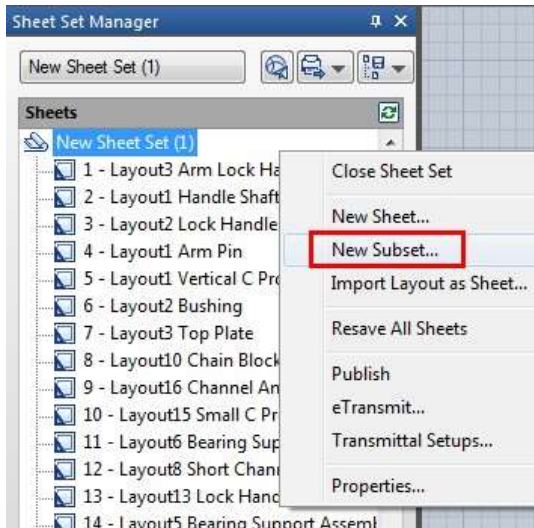 Sheet Set Manager
New Sheet Set (1)
Sheets
New Sheet Set (1)
1 - Layout3 Arm Lock Ha
2 - Layout1 Handle Shaft
3 - Layout2 Lock Handle
4 - Layout1 Arm Pin
5 - Layout1 Vertical C Pro
6 - Layout2 Bushing
7 - Layout3 Top Plate
8 - Layout10 Chain Block
9 - Layout16 Channel An
10 - Layout15 Small C Pr
11 - Layout6 Bearing Sup
12 - Layout8 Short Chan
13 - Layout13 Lock Hand
14 - Layout5 Bearing Support Assembl
Close Sheet Set
New Sheet...
New Subset...
Import Layout as Sheet...
Resave All Sheets
Publish
eTransmit...
Transmittal Setups...
Properties...